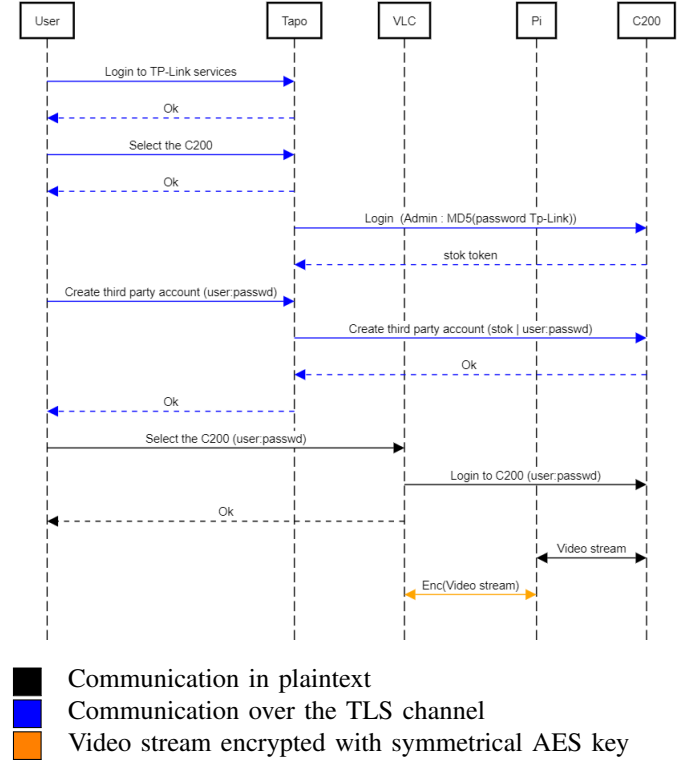 User Tapo VLC Pi C200
Login to TP-Link services
Ok
Select the C200
Ok
Login (Admin : MD5(password Tp-Link))
stok token
Create third party account (user:passwd)
Create third party account (stok | user:passwd)
Ok
Ok
Select the C200 (user:passwd)
Login to C200 (user:passwd)
Ok
Video stream
Enc(Video stream)
Communication in plaintext
Communication over the TLS channel
Video stream encrypted with symmetrical AES key